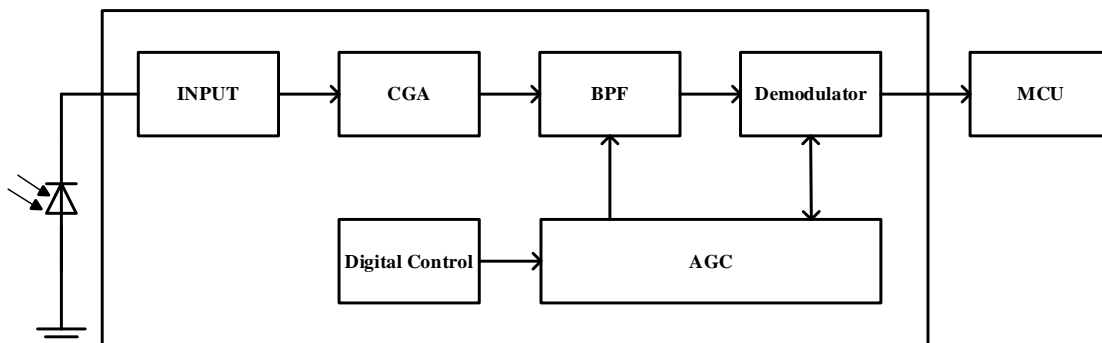 INPUT
CGA
BPF
Demodulator
MCU
Digital Control
AGC